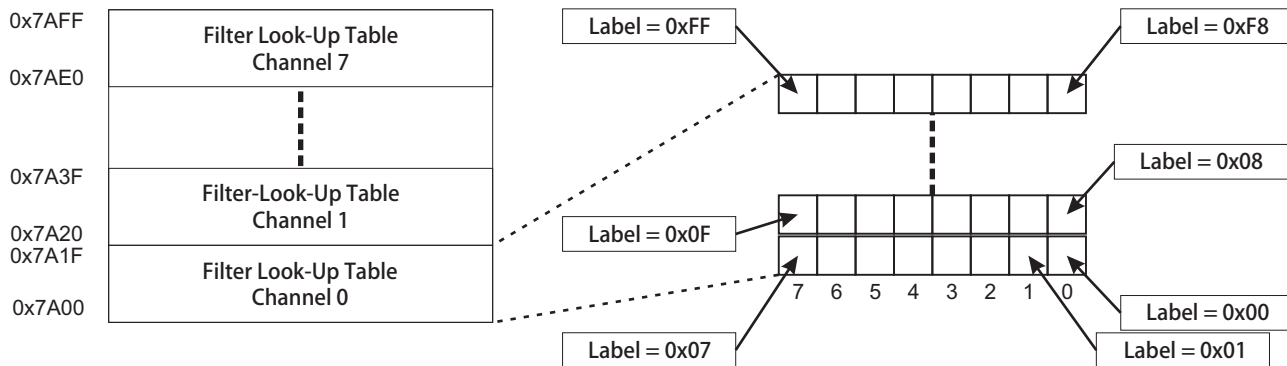 0x7AFF
Filter Look-Up Table
Channel 7
0x7AE0
0x7A3F
Filter-Look-Up Table
Channel 1
0x7A20
0x7A1F
Filter Look-Up Table
Channel 0
0x7A00
Label = 0xFF
Label = 0xF8
Label = 0x08
Label = 0x0F
7 6 5 4 3 2 1 0
Label = 0x00
Label = 0x07
Label = 0x01